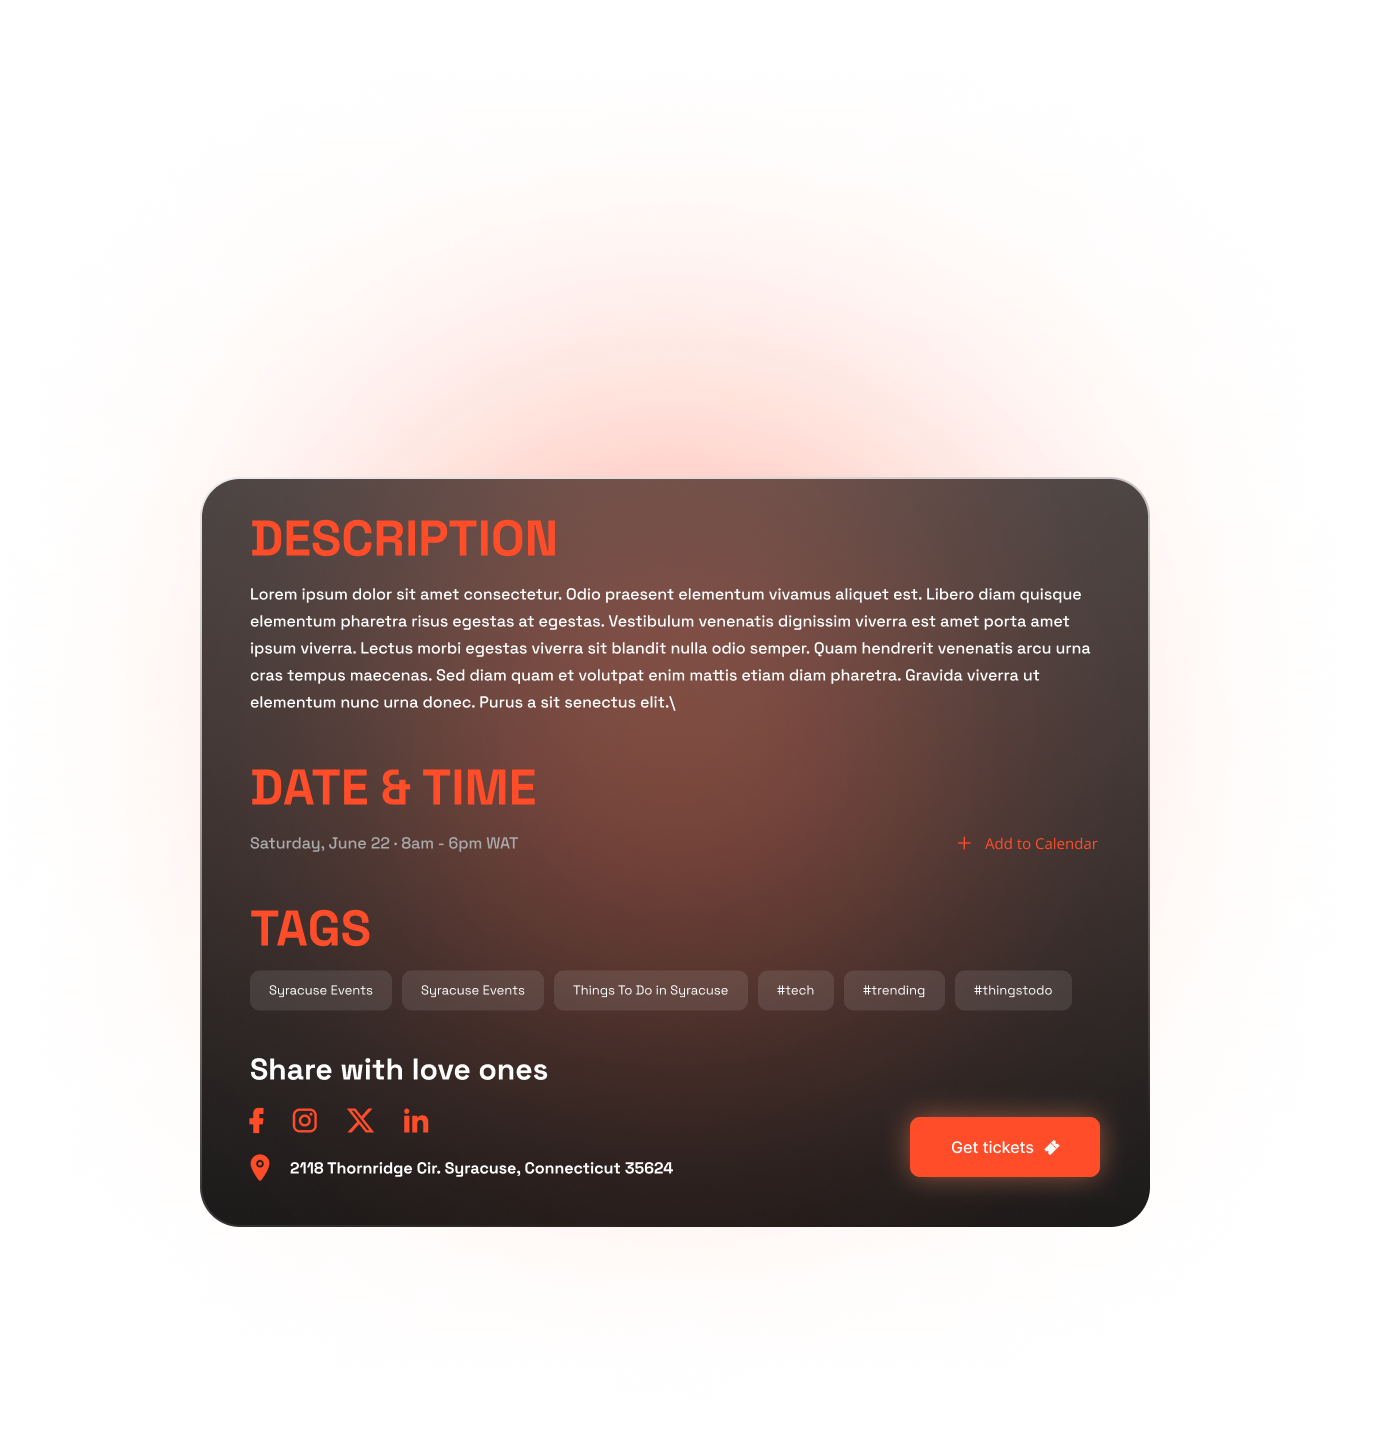 DESCRIPTION
Lorem ipsum dolor sit amet consectetur. Odio praesent elementum vivamus aliquet est. Libero diam quisque
elementum pharetra risus egestas at egestas. Vestibulum venenatis dignissim viverra est amet porta amet
ipsum viverra. Lectus morbi egestas viverra sit blandit nulla odio semper. Quam hendrerit venenatis arcu urna
cras tempus maecenas. Sed diam quam et volutpat enim mattis etiam diam pharetra. Gravida viverra ut
elementum nunc urna donec. Purus a sit senectus elit.\
DATE & TIME
Saturday, June 22 · 8am - 6pm WAT
Add to Calendar
TAGS
Syracuse Events
Syracuse Events
Things To Do in Syracuse
#tech
#trending
#thingstodo
Share with love ones
2118 Thornridge Cir. Syracuse, Connecticut 35624
Get tickets